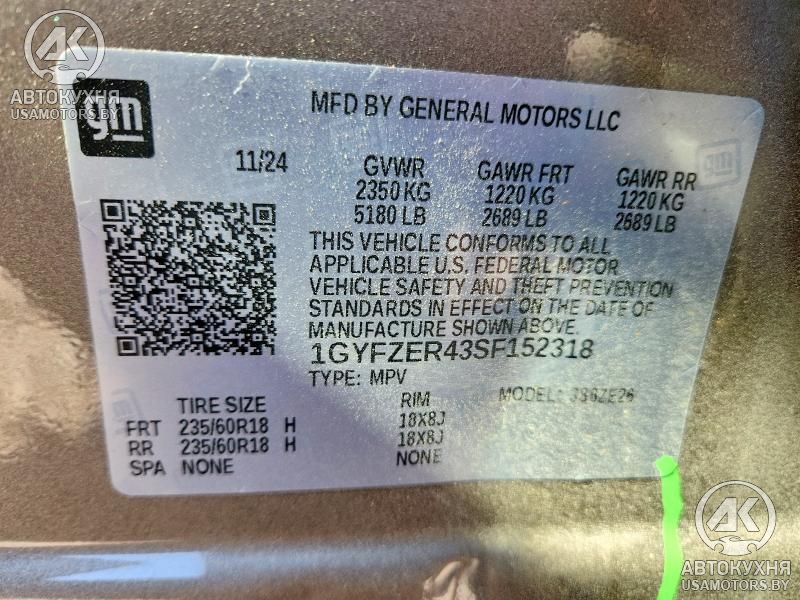 AK
АВТОКУХНЯ
USAMOTORS.BY
gm
MFD BY GENERAL MOTORS LLC
11/24 GVWR GAWR FRT GAWR RR
2350 KG 1220 KG 1220 KG
5180 LB 2689 LB 2689 LB
THIS VEHICLE CONFORMS TO ALL
APPLICABLE U.S. FEDERAL MOTOR
VEHICLE SAFETY AND THEFT PREVENTION
STANDARDS IN EFFECT ON THE DATE OF
MANUFACTURE SHOWN ABOVE.
1GYFZER43SF152318
TYPE: MPV MODEL:
TIRE SIZE RIM
FRT 235/60R18 H 18X8J
RR 235/60R18 H 18X8J
SPA NONE NONE
AK
АВТОКУХНЯ
USAMOTORS.BY